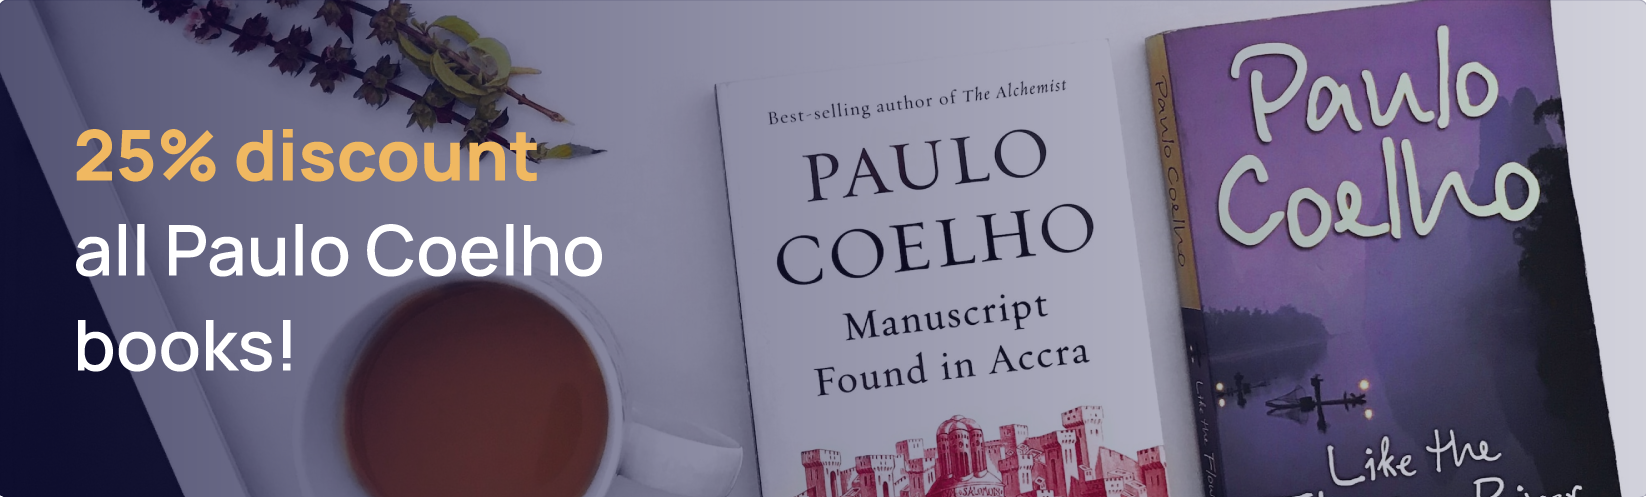 25% discount
all Paulo Coelho
books!
Best-selling author of The Alchemist
PAULO
COELHO
Manuscript
Found in Accra
Paulo Coelho
Paulo
Coelho
Like the